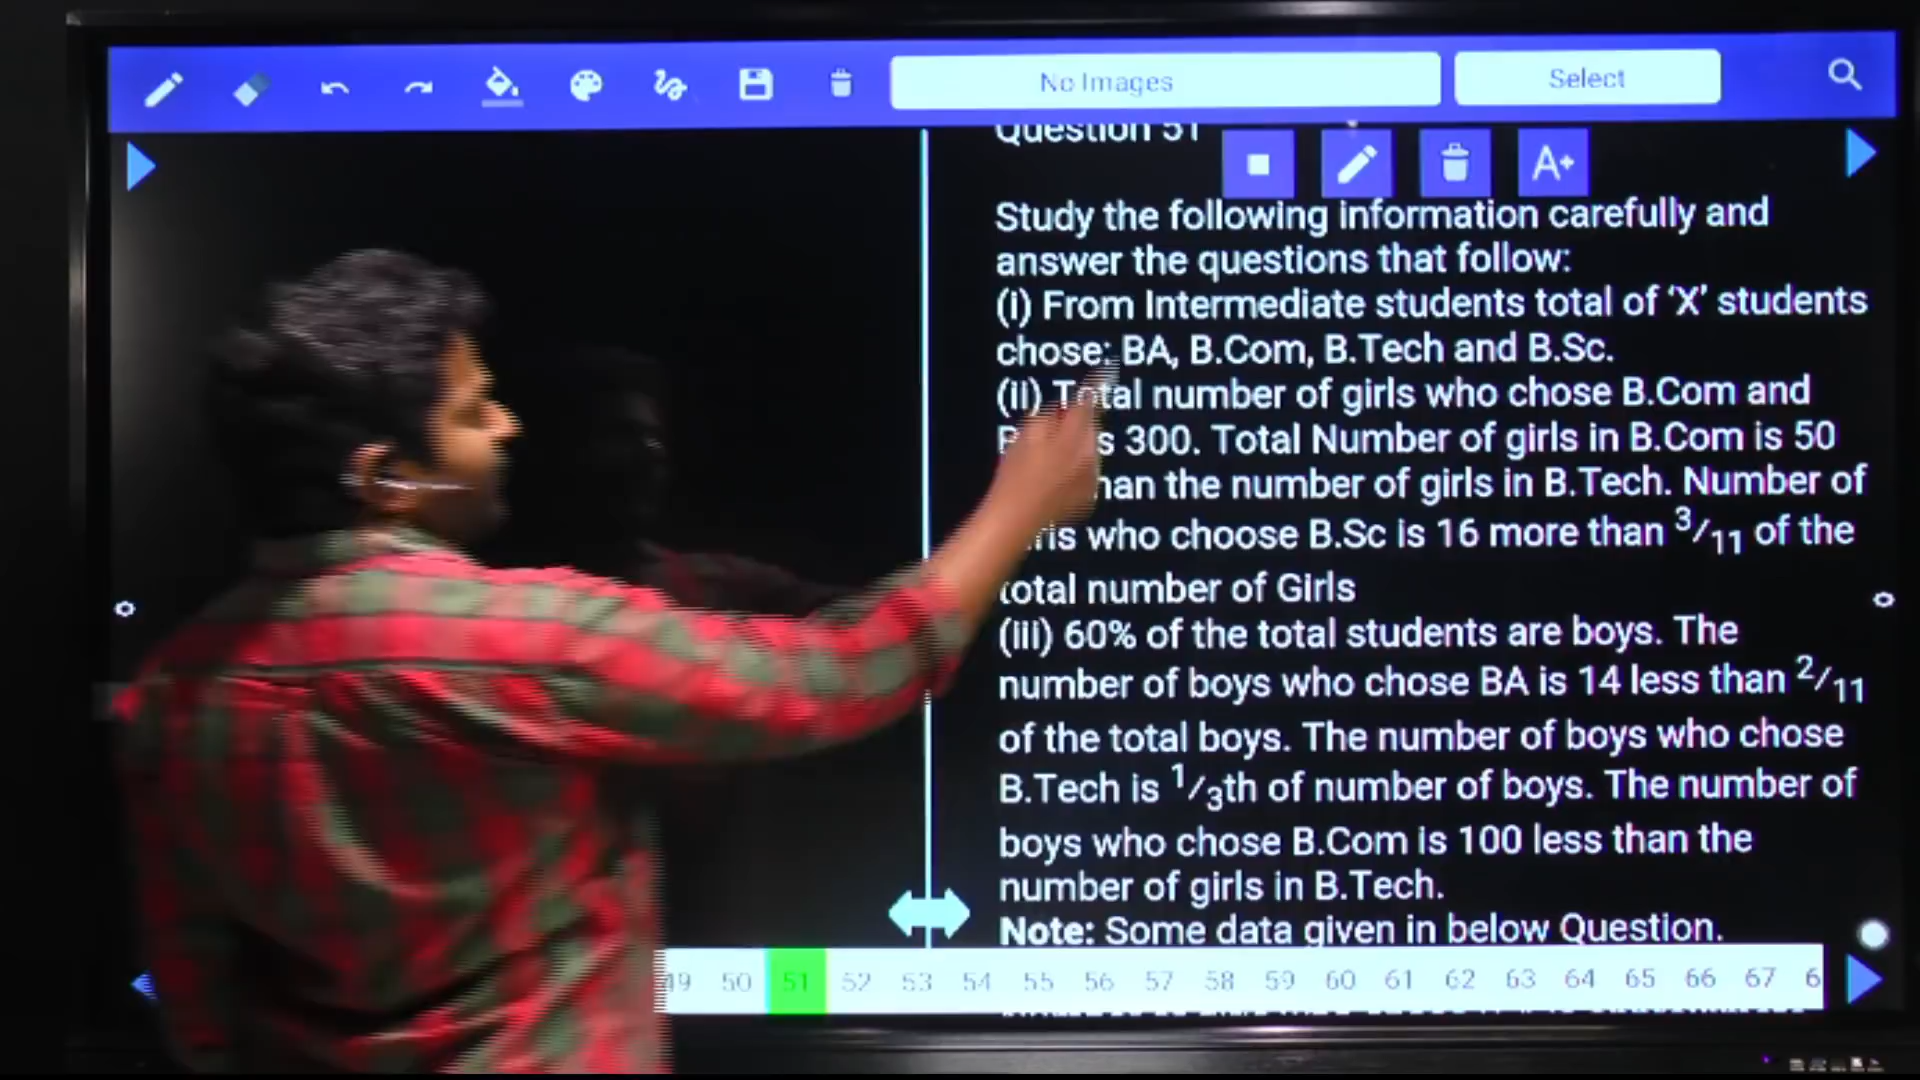 No Images
Select
Question 51
A+
Study the following information carefully and
answer the questions that follow:
(i) From Intermediate students total of ‘X’ students
chose: BA, B.Com, B.Tech and B.Sc.
(ii) Total number of girls who chose B.Com and
300. Total Number of girls in B.Com is 50
than the number of girls in B.Tech. Number of
who choose B.Sc is 16 more than 3/11 of the
total number of Girls
(iii) 60% of the total students are boys. The
number of boys who chose BA is 14 less than 2/11
of the total boys. The number of boys who chose
B.Tech is 1/3th of number of boys. The number of
boys who chose B.Com is 100 less than the
number of girls in B.Tech.
Note: Some data given in below Question.
49 50 51 52 53 54 55 56 57 58 59 60 61 62 63 64 65 66 67 6